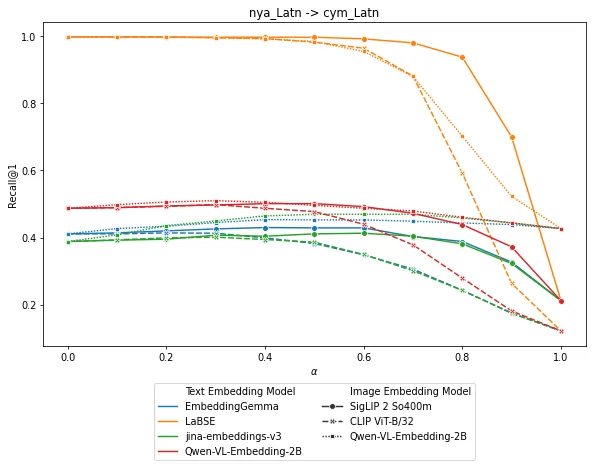 nya_Latn -> cym_Latn
Recall@1
1.0
0.8
0.6
0.4
0.2
0.0 0.2 0.4 0.6 0.8 1.0
α
Text Embedding Model Image Embedding Model
EmbeddingGemma SigLIP 2 So400m
LaBSE CLIP ViT-B/32
jina-embeddings-v3 Qwen-VL-Embedding-2B
Qwen-VL-Embedding-2B